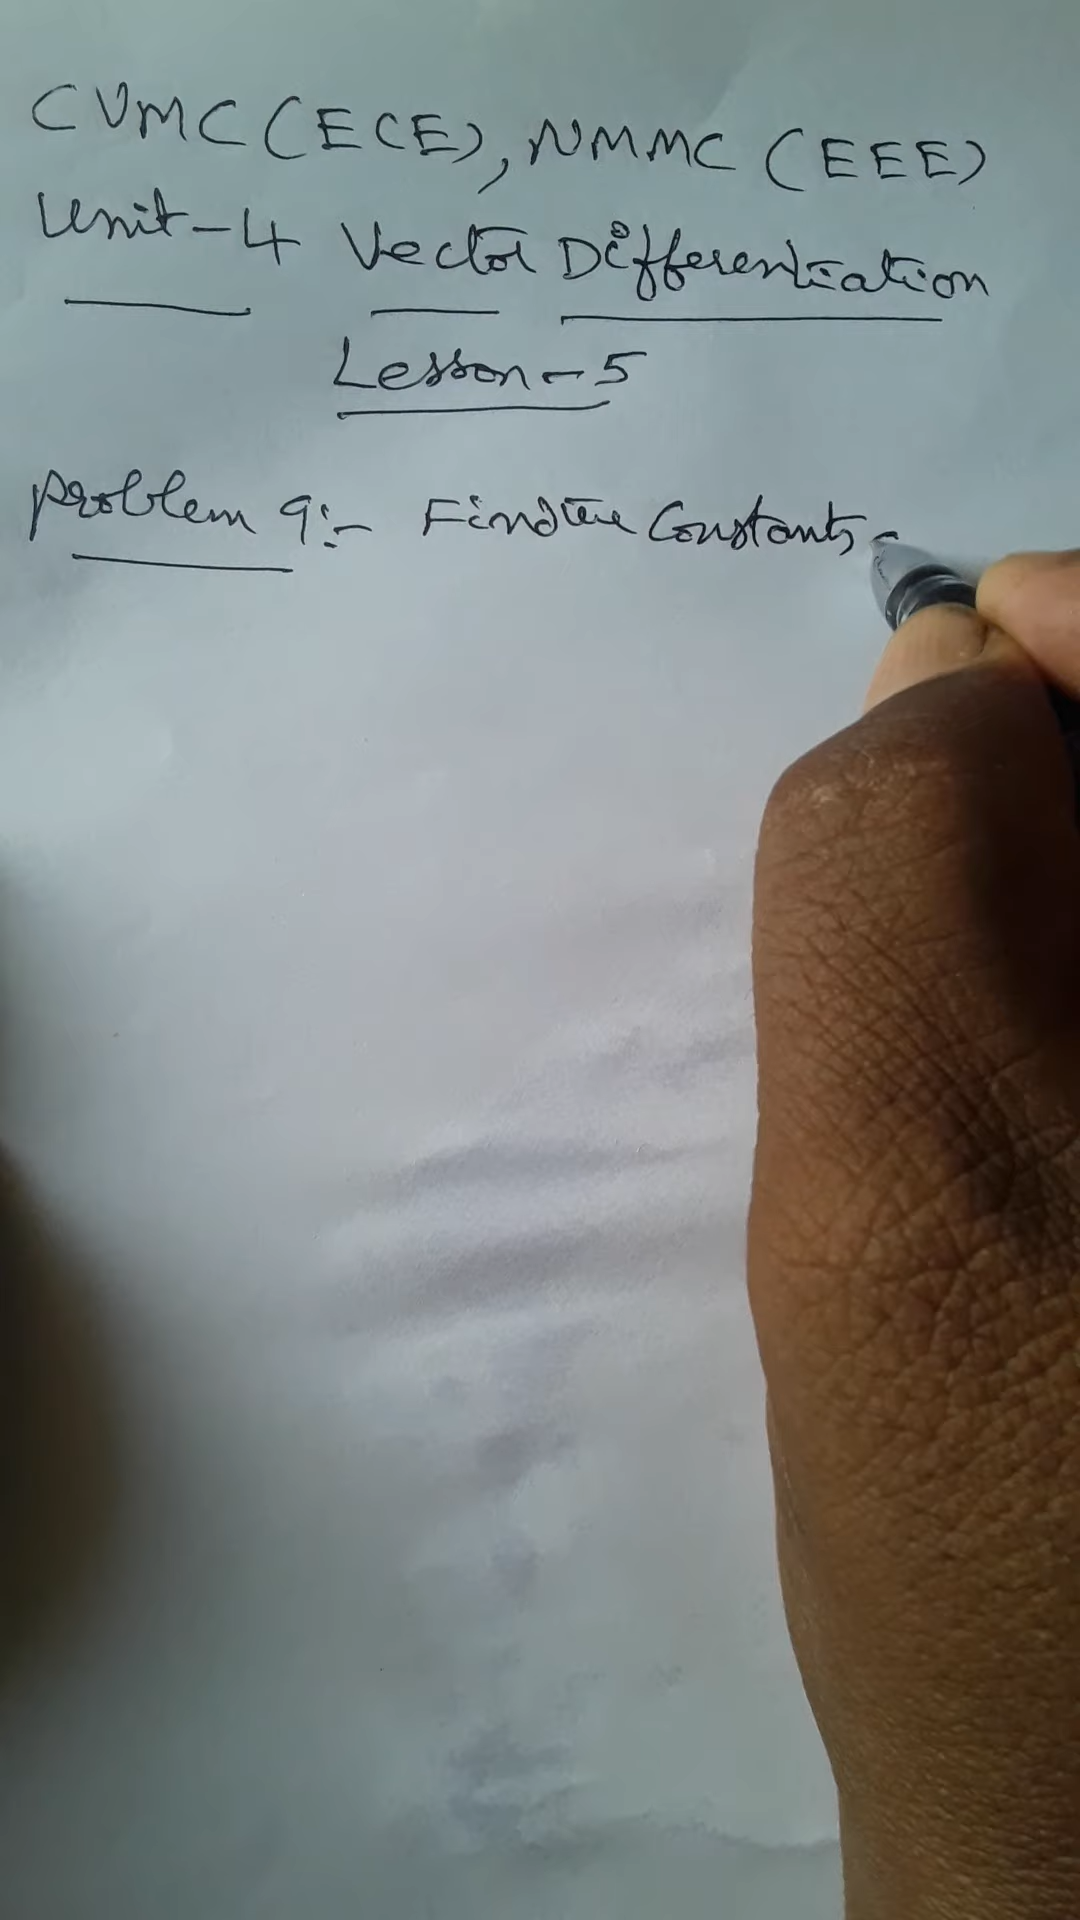 CVMC (ECE), NMMC (EEE)
Unit-4 Vector Differentiation
Lesson-5
Problem 9:- Find the Constants